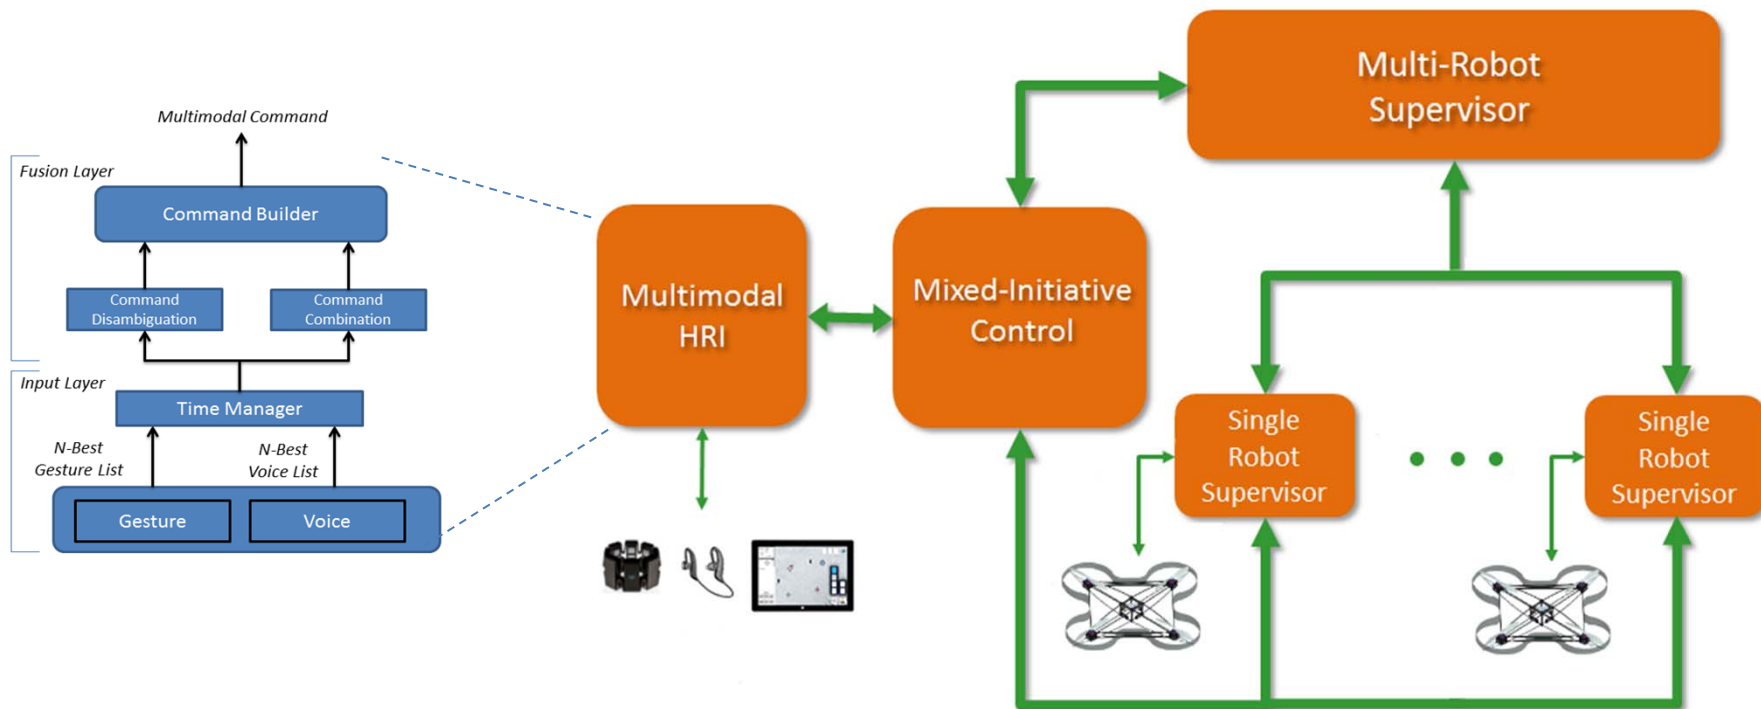 Multimodal Command
Fusion Layer
Command Builder
Command
Disambiguation
Command
Combination
Input Layer
Time Manager
N-Best
Gesture List
N-Best
Voice List
Gesture
Voice
Multimodal
HRI
Mixed-Initiative
Control
Multi-Robot
Supervisor
Single
Robot
Supervisor
Single
Robot
Supervisor